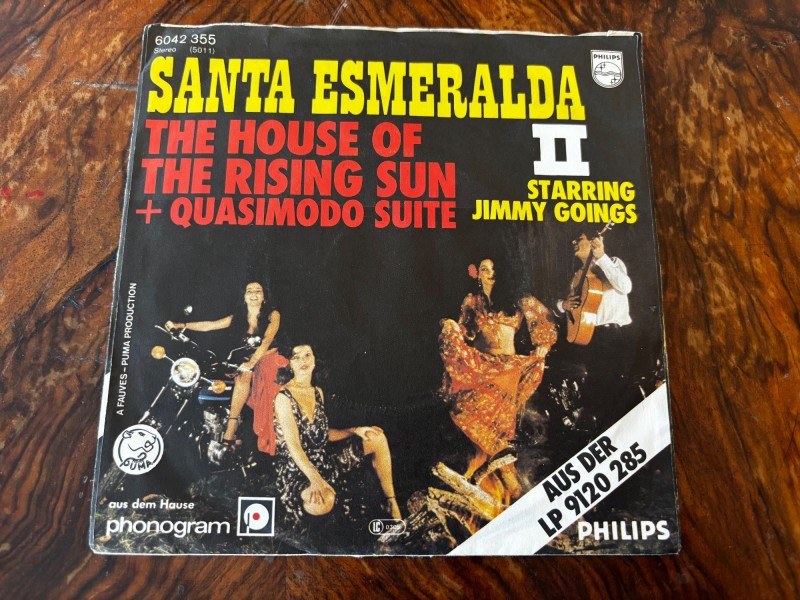 6042 355
Stereo (5011)
PHILIPS
SANTA ESMERALDA
II
THE HOUSE OF
THE RISING SUN
+ QUASIMODO SUITE
STARRING
JIMMY GOINGS
A FAUVES – PUMA PRODUCTION
PUMA
AUS DER
LP 9120 285
aus dem Hause
phonogram
p
LC
PHILIPS